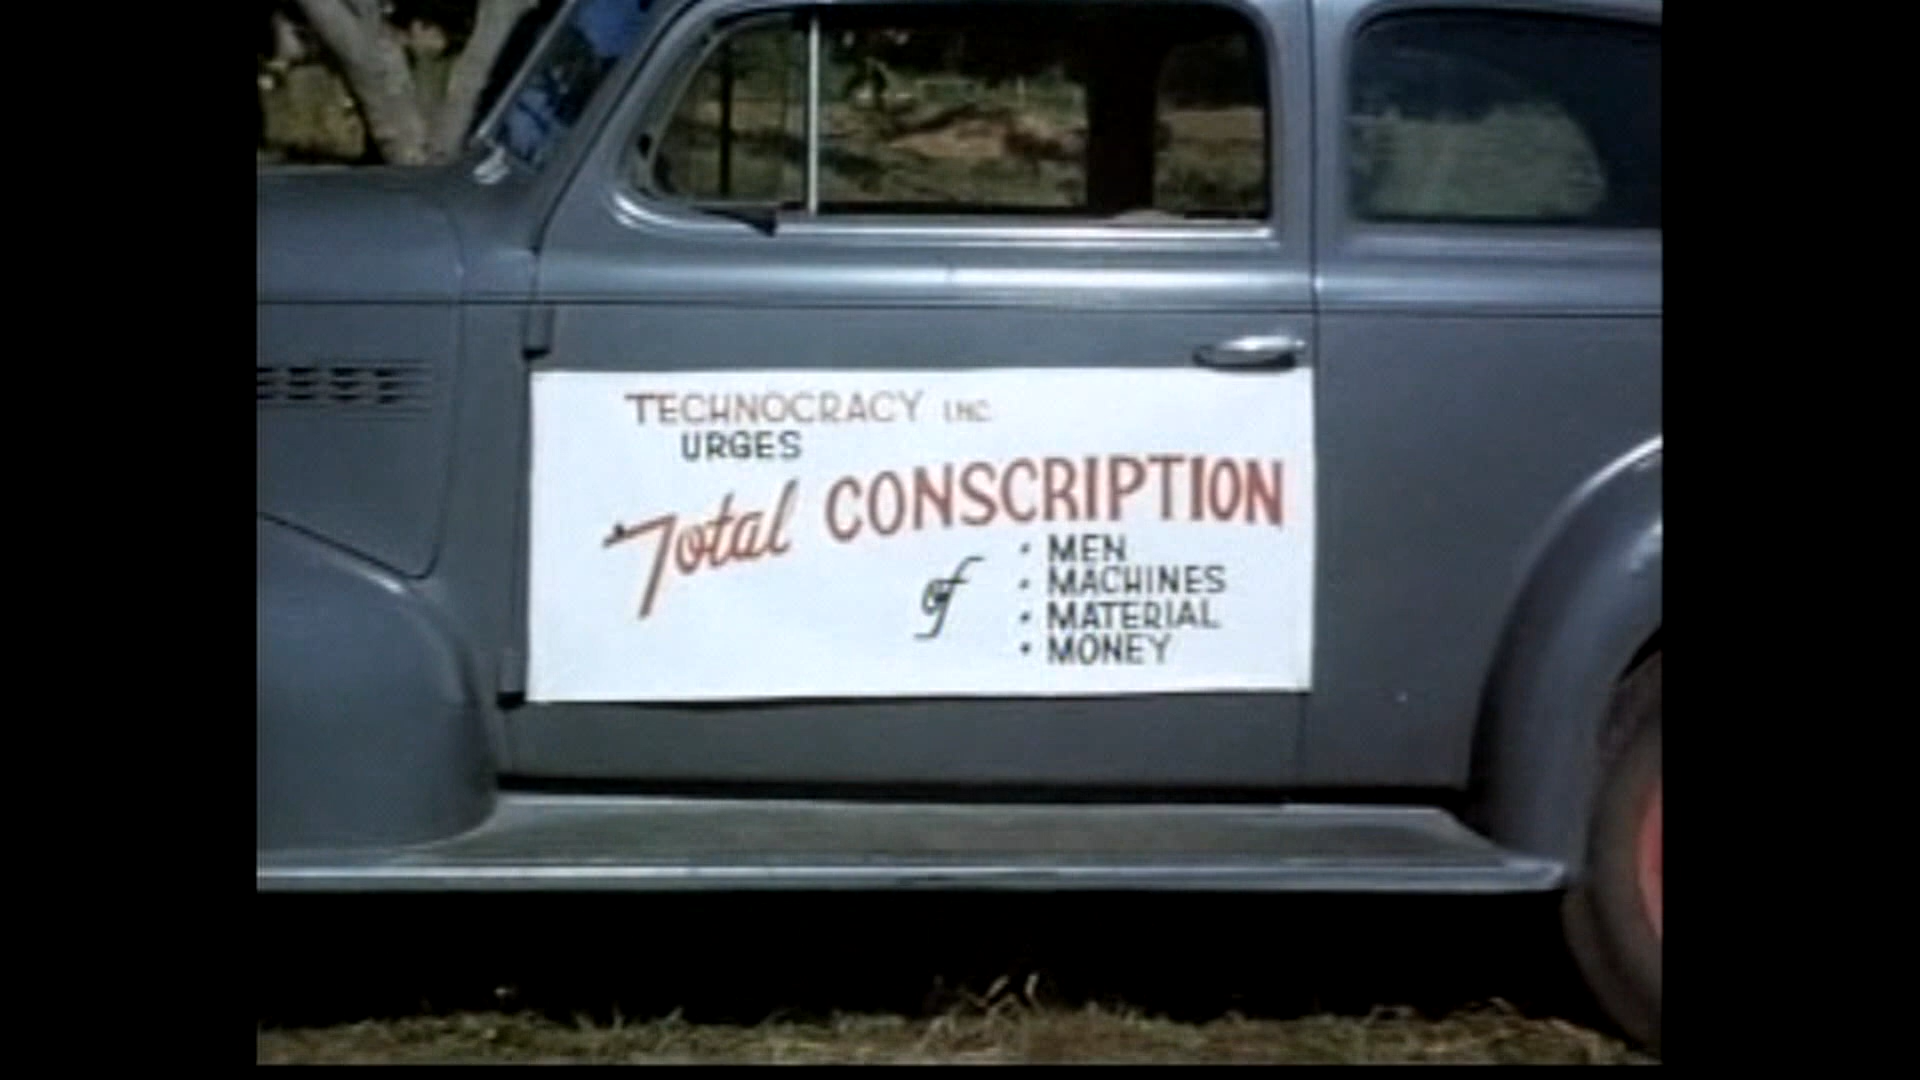 TECHNOCRACY INC.
URGES
Total CONSCRIPTION
of
• MEN
• MACHINES
• MATERIAL
• MONEY